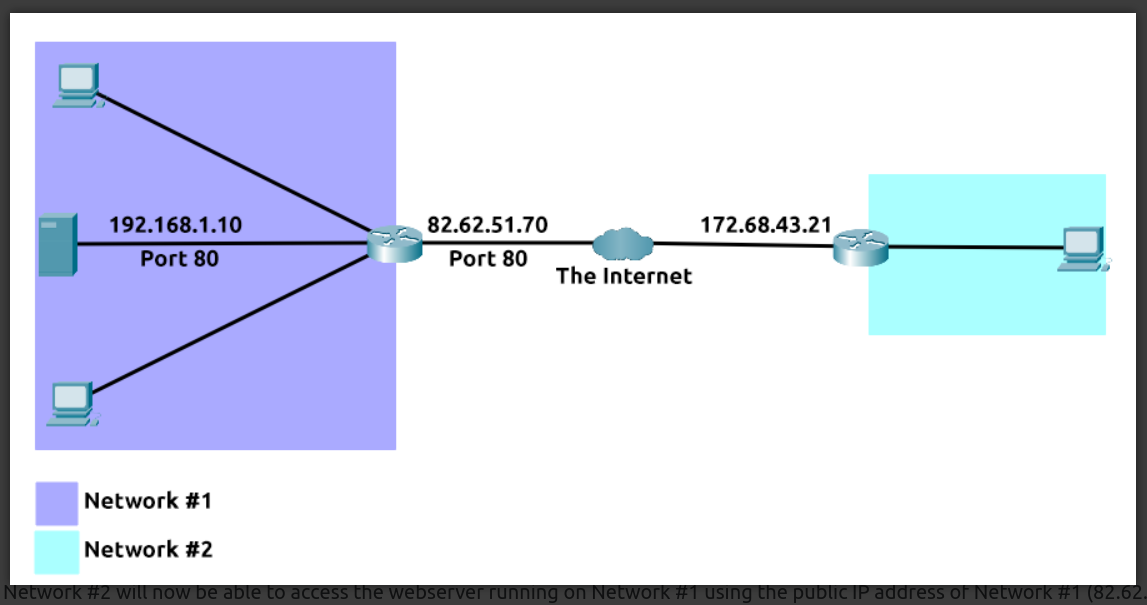 192.168.1.10
Port 80
82.62.51.70
Port 80
The Internet
172.68.43.21
Network #1
Network #2
Network #2 will now be able to access the webserver running on Network #1 using the public IP address of Network #1 (82.62